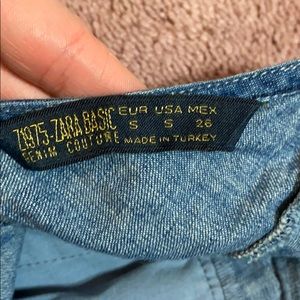 Z1975-ZARA BASIC
DENIM COUTURE
EUR USA MEX
S S 26
MADE IN TURKEY